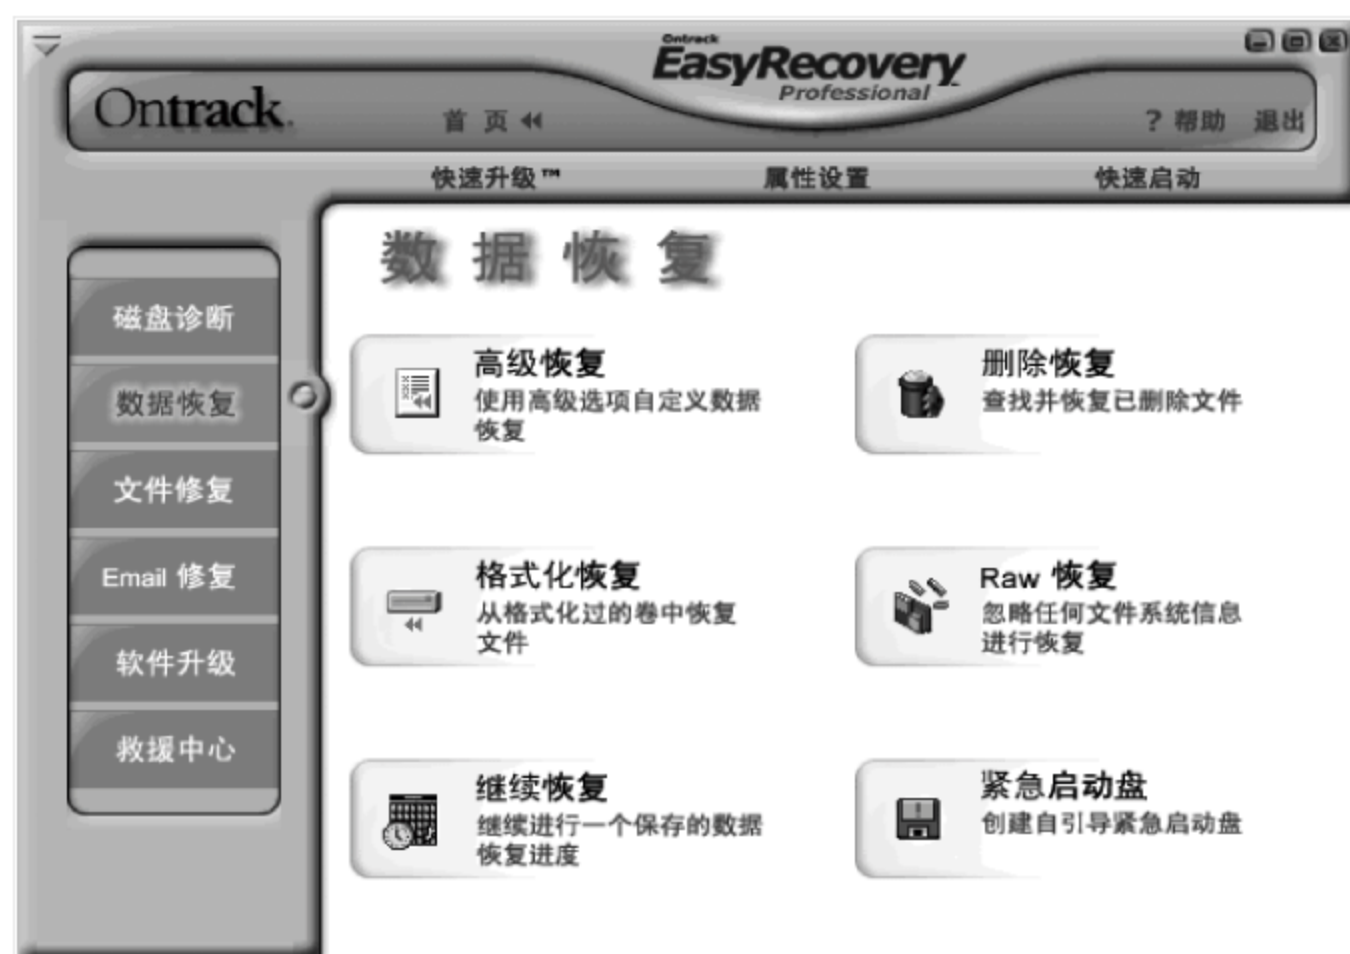 Ontrack
EasyRecovery
Professional
Ontrack.
首 页
? 帮助 退出
快速升级™ 属性设置 快速启动
磁盘诊断
数据恢复
文件修复
Email 修复
软件升级
救援中心
数据恢复
高级恢复
使用高级选项自定义数据
恢复
删除恢复
查找并恢复已删除文件
格式化恢复
从格式化过的卷中恢复
文件
Raw 恢复
忽略任何文件系统信息
进行恢复
继续恢复
继续进行一个保存的数据
恢复进度
紧急启动盘
创建自引导紧急启动盘